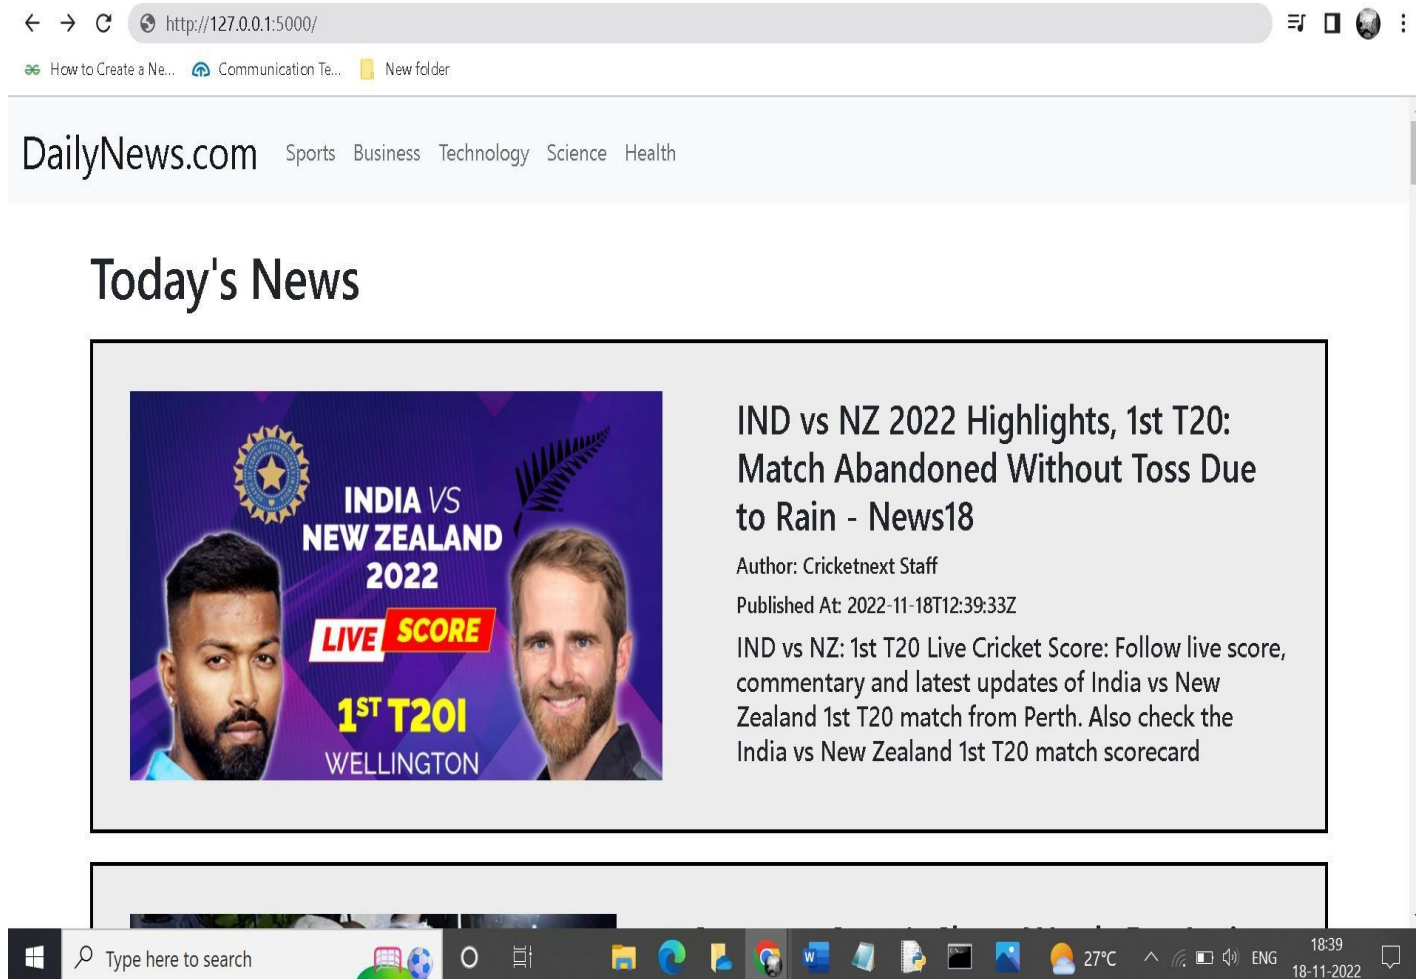 http://127.0.0.1:5000/
How to Create a Ne... Communication Te... New folder
DailyNews.com Sports Business Technology Science Health
Today's News
INDIA VS
NEW ZEALAND
2022
LIVE SCORE
1ST T20I
WELLINGTON
IND vs NZ 2022 Highlights, 1st T20:
Match Abandoned Without Toss Due
to Rain - News18
Author: Cricketnext Staff
Published At: 2022-11-18T12:39:33Z
IND vs NZ: 1st T20 Live Cricket Score: Follow live score,
commentary and latest updates of India vs New
Zealand 1st T20 match from Perth. Also check the
India vs New Zealand 1st T20 match scorecard
Type here to search
27°C
ENG
18:39
18-11-2022